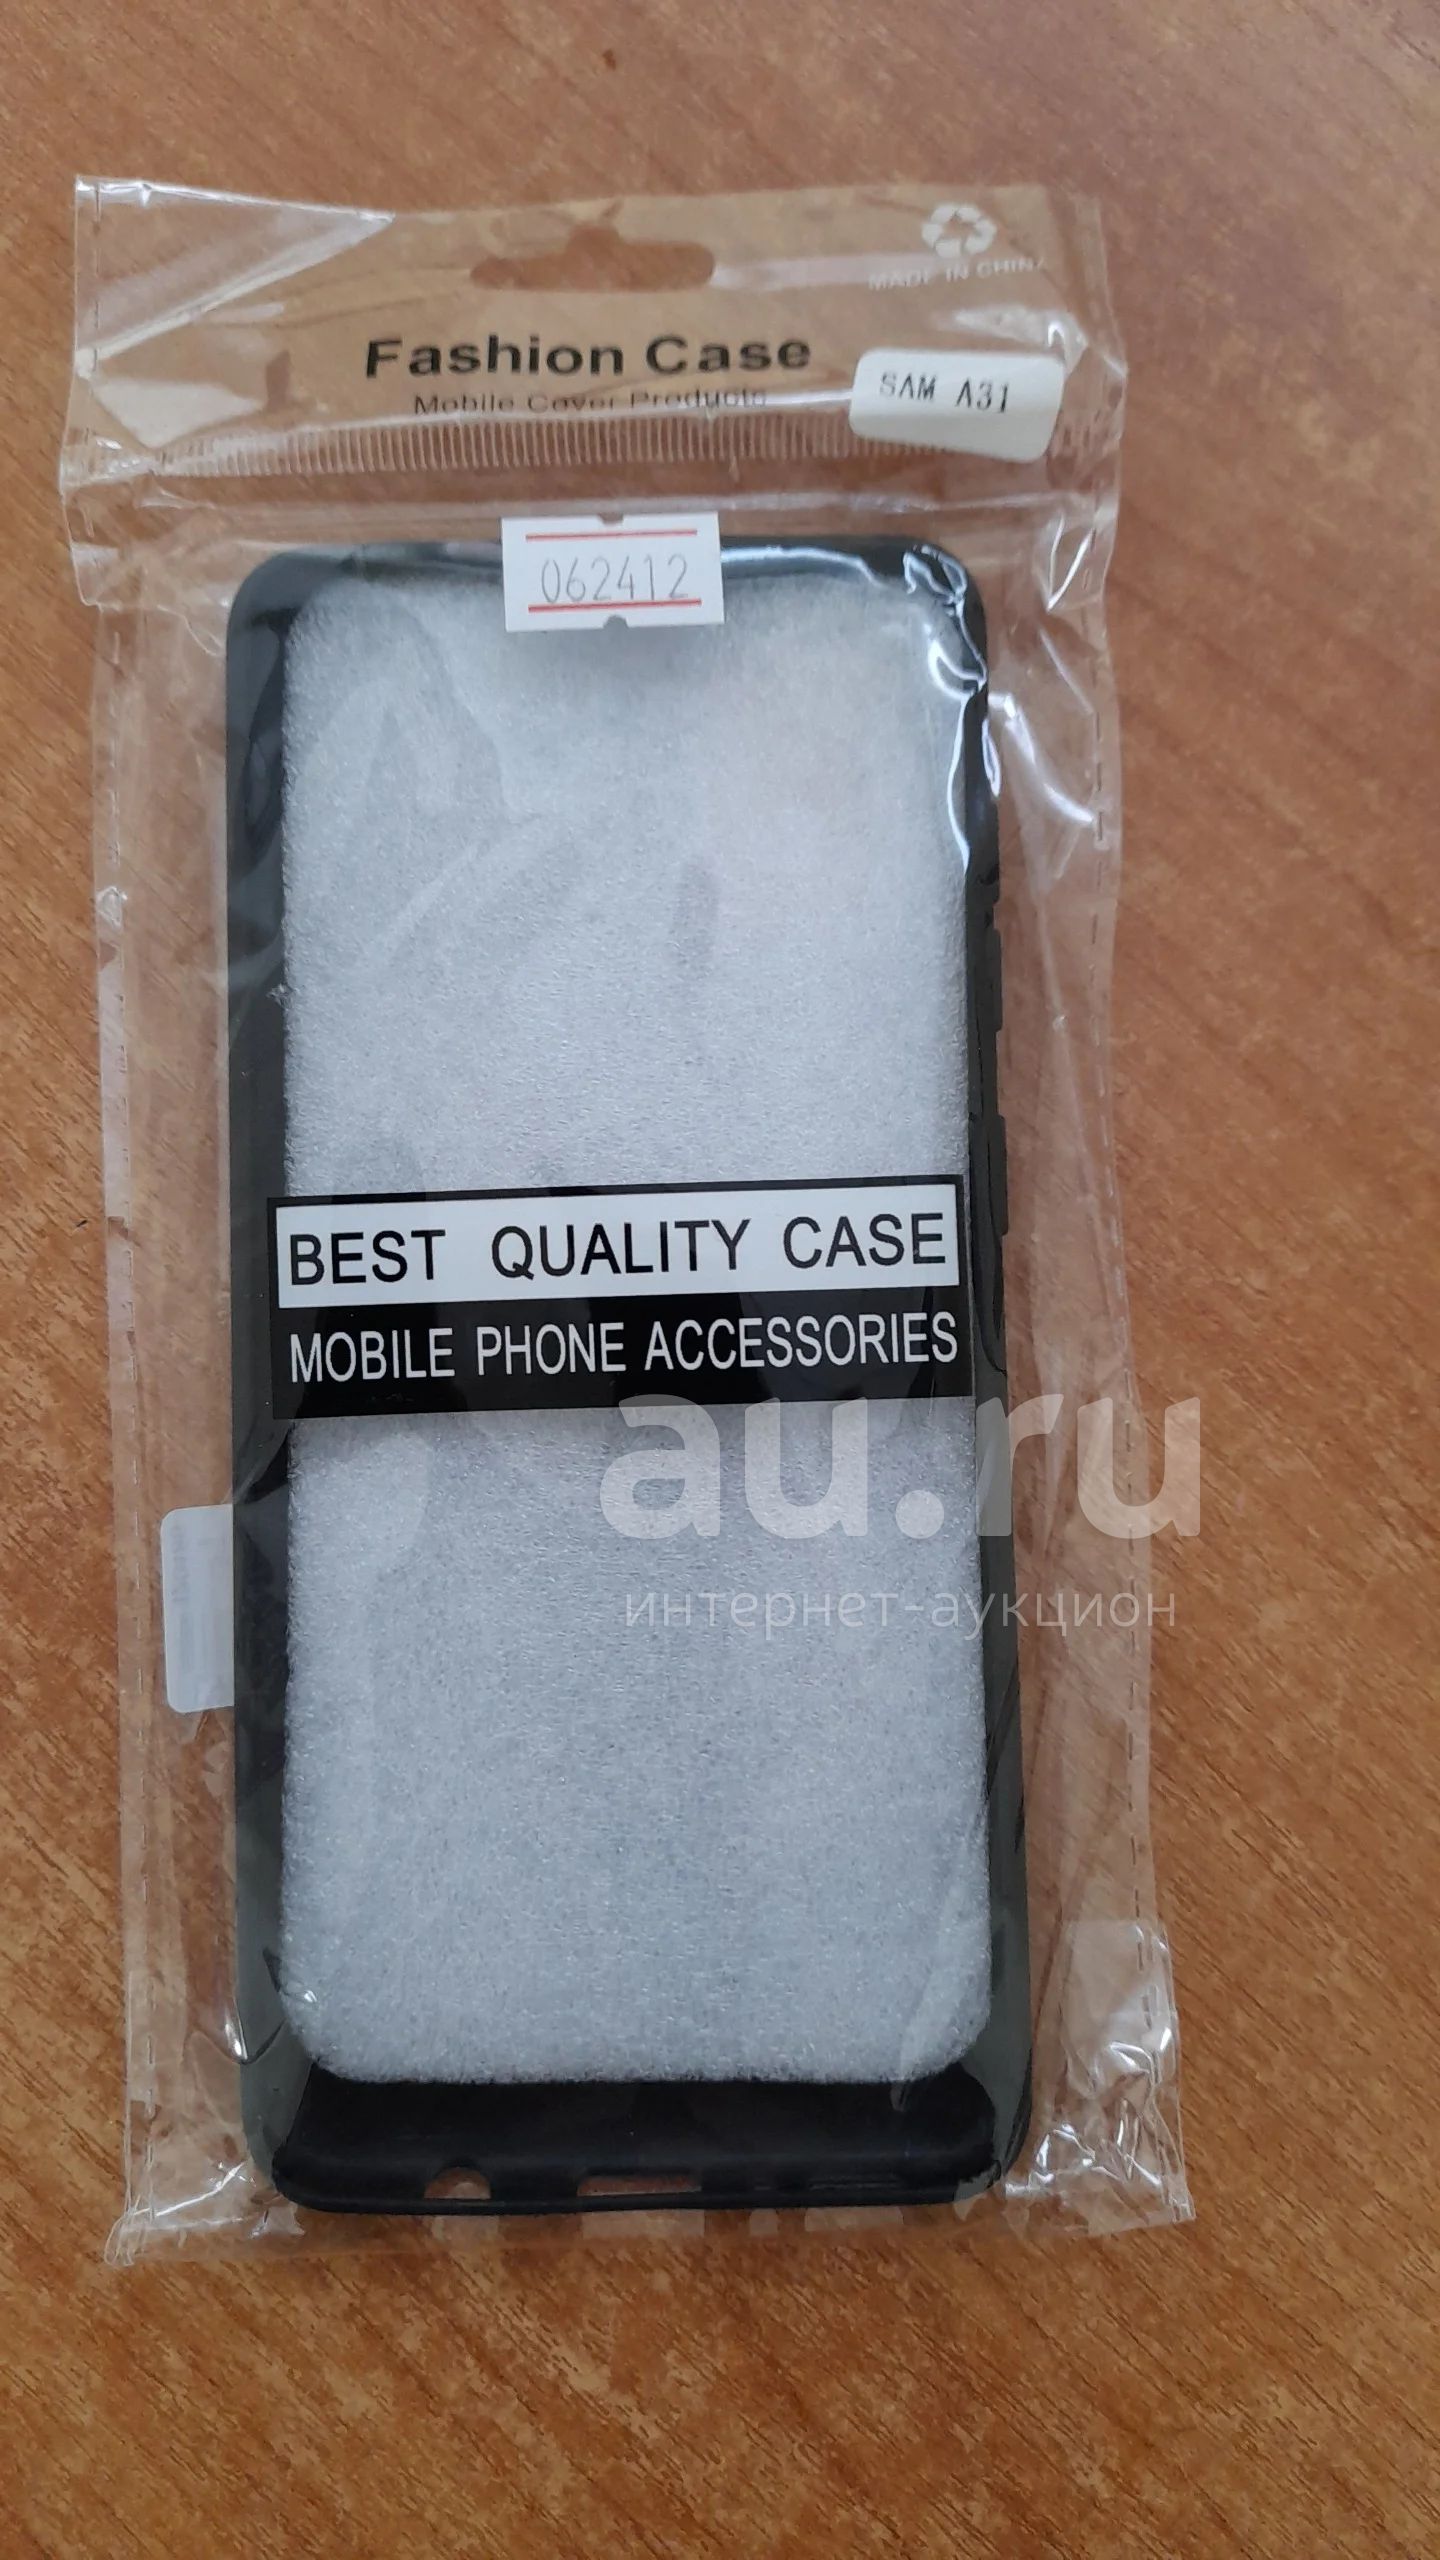 MADE IN CHINA
Fashion Case
Mobile Cover Products
SAM A31
062412
BEST QUALITY CASE
MOBILE PHONE ACCESSORIES
au.ru
интернет-аукцион